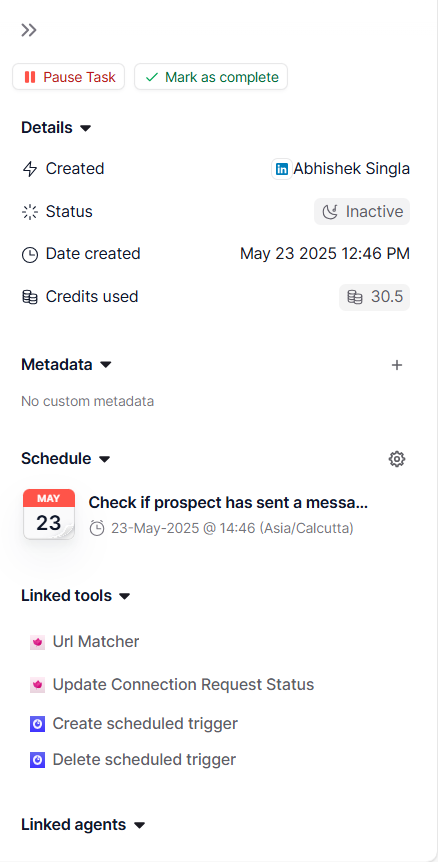 Pause Task
Mark as complete
Details
Created
in Abhishek Singla
Status
Inactive
Date created
May 23 2025 12:46 PM
Credits used
30.5
Metadata
No custom metadata
Schedule
MAY
23
Check if prospect has sent a messa...
23-May-2025 @ 14:46 (Asia/Calcutta)
Linked tools
Url Matcher
Update Connection Request Status
Create scheduled trigger
Delete scheduled trigger
Linked agents